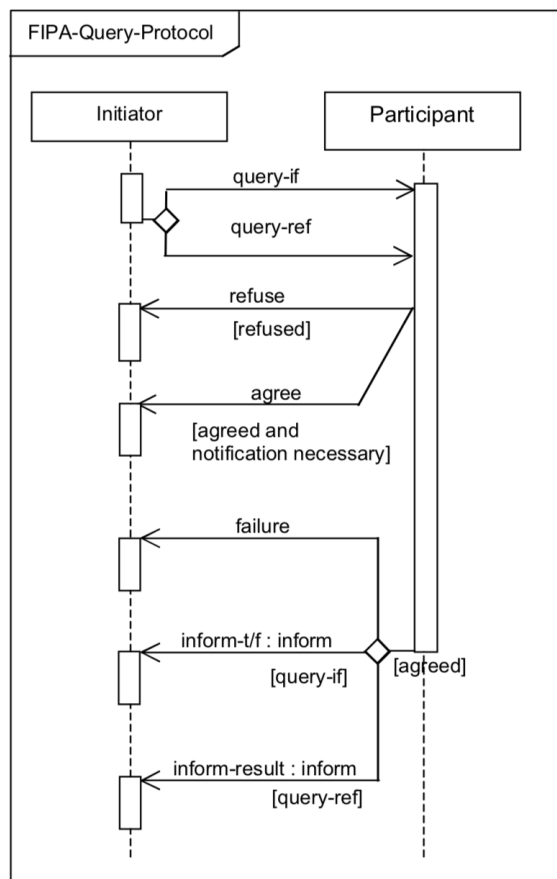 FIPA-Query-Protocol
Initiator
Participant
query-if
query-ref
refuse
[refused]
agree
[agreed and
notification necessary]
failure
inform-t/f : inform
[query-if]
[agreed]
inform-result : inform
[query-ref]